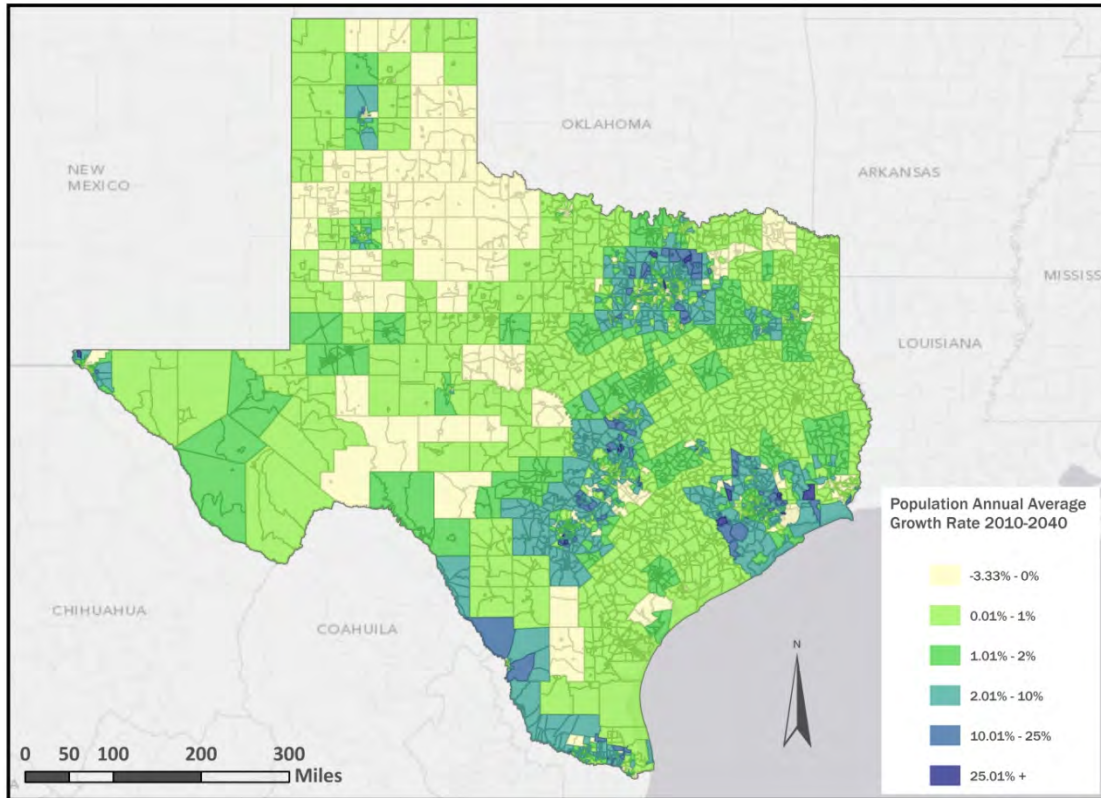 OKLAHOMA
ARKANSAS
NEW
MEXICO
MISSISS
LOUISIANA
Population Annual Average
Growth Rate 2010-2040
-3.33% - 0%
0.01% - 1%
1.01% - 2%
2.01% - 10%
10.01% - 25%
25.01% +
CHIHUAHUA
COAHUILA
N
0 50 100 200 300
Miles
A